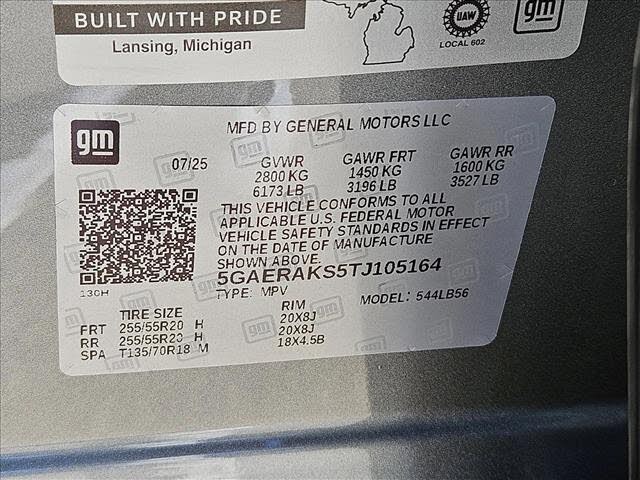 BUILT WITH PRIDE
Lansing, Michigan
UAW
LOCAL 602
gm
gm
MFD BY GENERAL MOTORS LLC
07/25 GVWR GAWR FRT GAWR RR
2800 KG 1450 KG 1600 KG
6173 LB 3196 LB 3527 LB
THIS VEHICLE CONFORMS TO ALL
APPLICABLE U.S. FEDERAL MOTOR
VEHICLE SAFETY STANDARDS IN EFFECT
ON THE DATE OF MANUFACTURE
SHOWN ABOVE.
5GAERAKS5TJ105164
130H TYPE: MPV MODEL: 544LB56
TIRE SIZE RIM
FRT 255/55R20 H 20X8J
RR 255/55R20 H 20X8J
SPA T135/70R18 M 18X4.5B